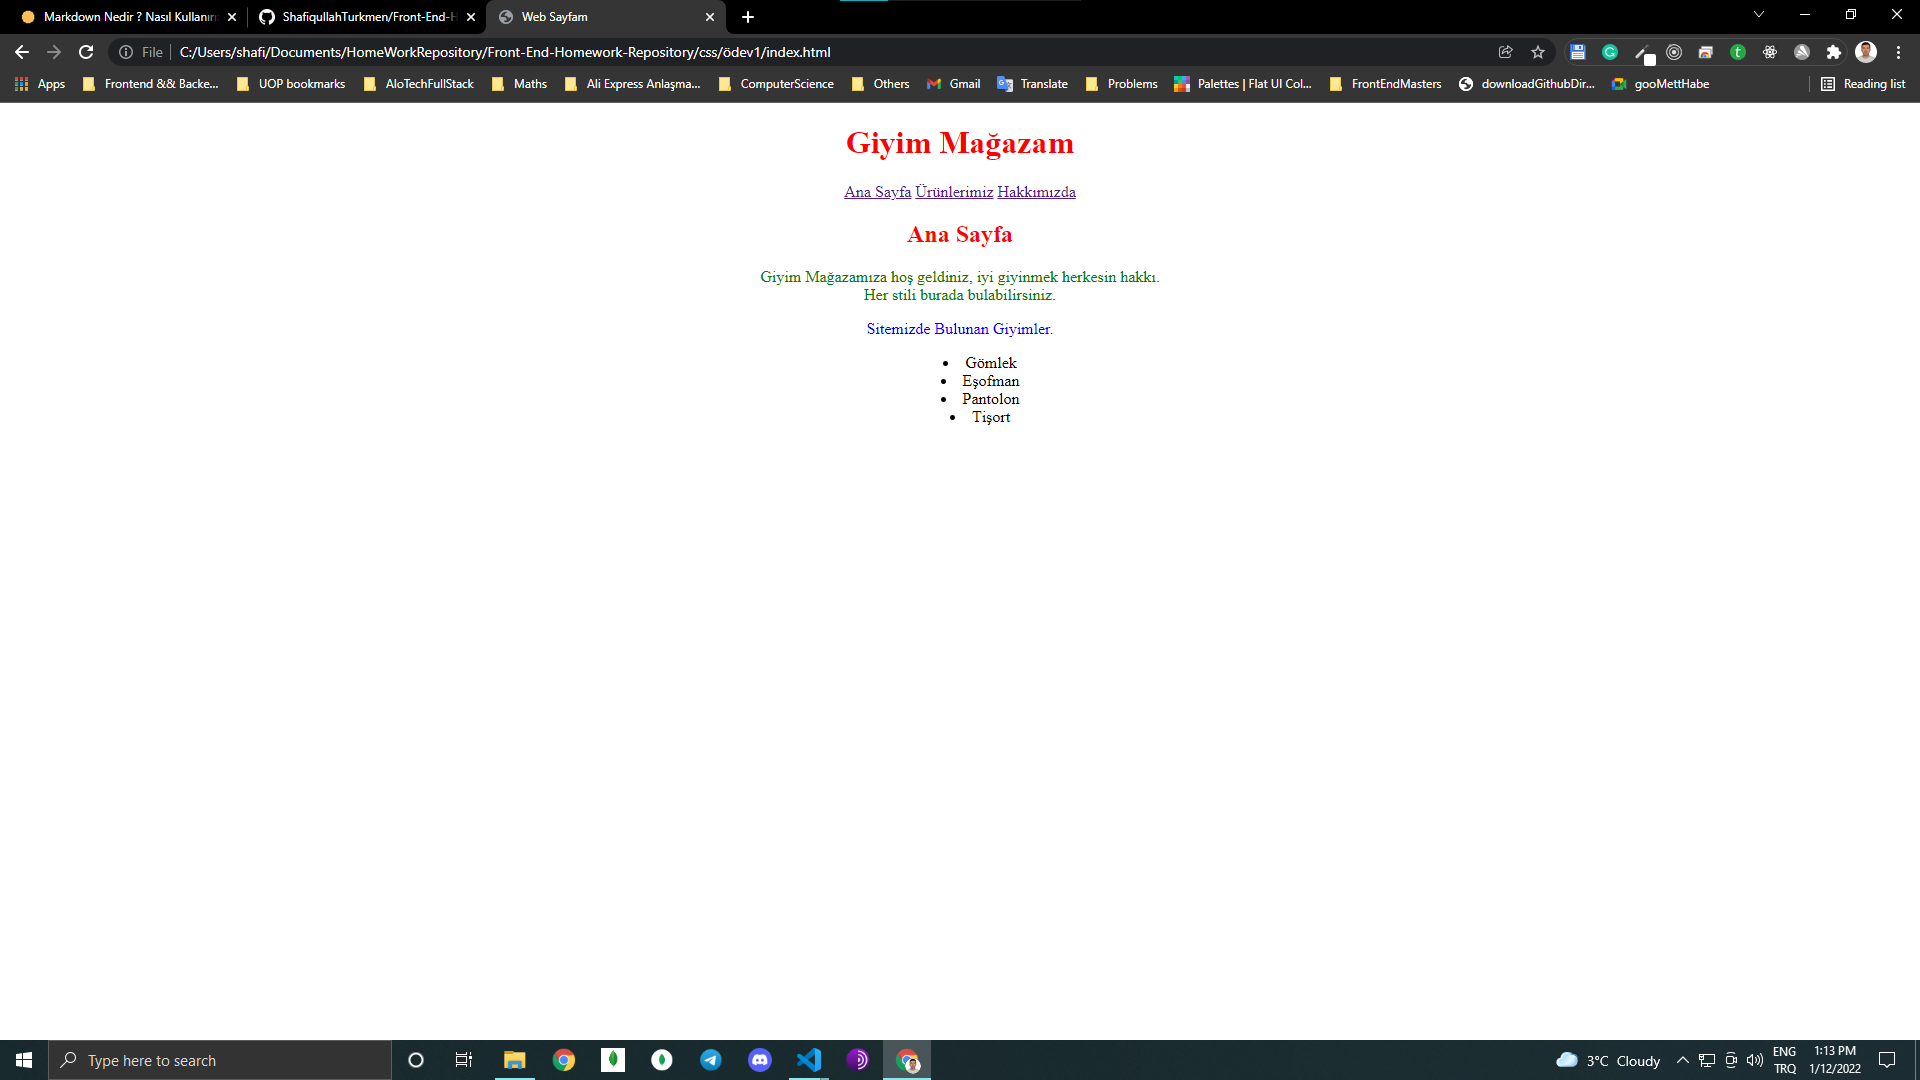 Markdown Nedir ? Nasıl Kullanırı
ShafiqullahTurkmen/Front-End-H
Web Sayfam
File
C:/Users/shafi/Documents/HomeWorkRepository/Front-End-Homework-Repository/css/ödev1/index.html
Apps
Frontend && Backe...
UOP bookmarks
AloTechFullStack
Maths
Ali Express Anlaşma...
ComputerScience
Others
Gmail
Translate
Problems
Palettes | Flat UI Col...
FrontEndMasters
downloadGithubDir...
gooMettHabe
Reading list
Giyim Mağazam
Ana Sayfa Ürünlerimiz Hakkımızda
Ana Sayfa
Giyim Mağazamıza hoş geldiniz, iyi giyinmek herkesin hakkı.
Her stili burada bulabilirsiniz.
Sitemizde Bulunan Giyimler.
• Gömlek
• Eşofman
• Pantolon
• Tişort
Type here to search
3°C Cloudy
ENG
TRQ
1:13 PM
1/12/2022